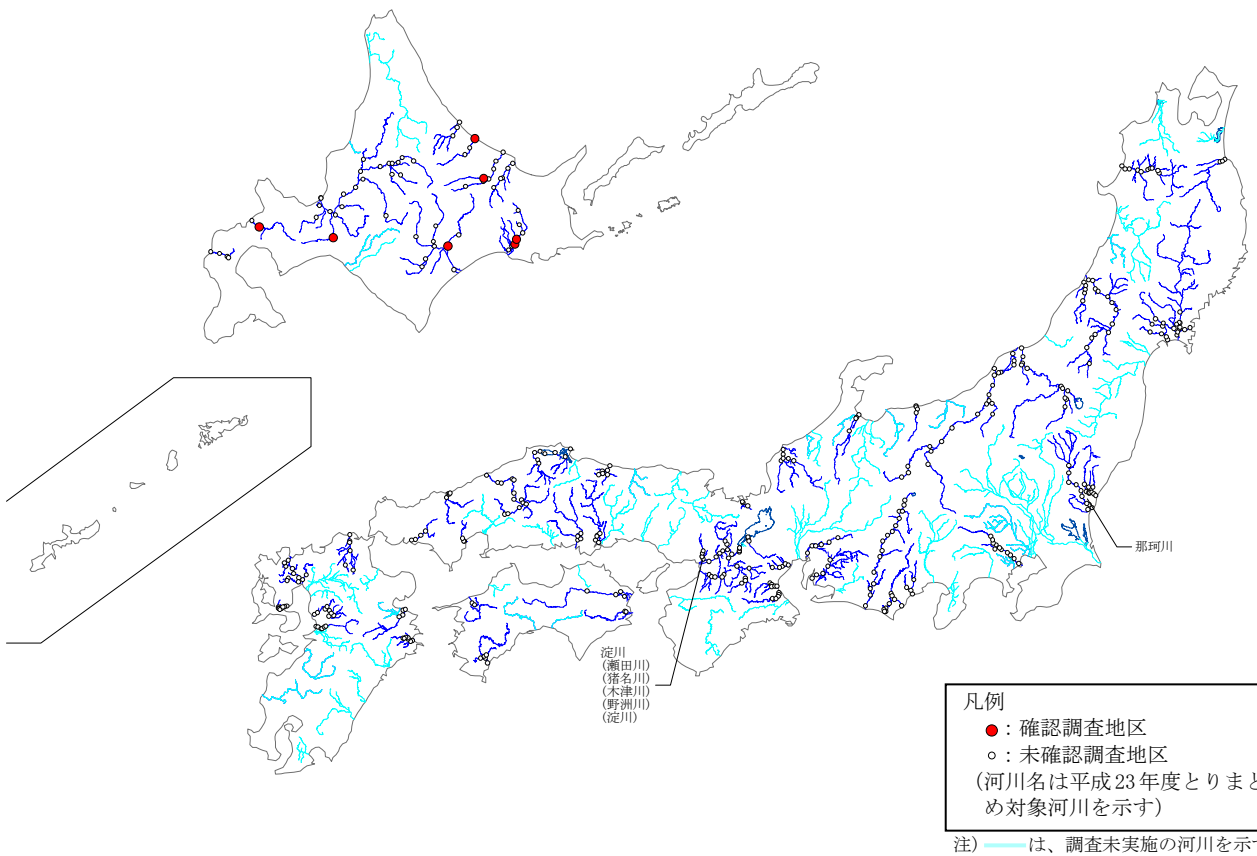 那珂川
淀川
(瀬田川)
(猪名川)
(木津川)
(野洲川)
(淀川)
凡例
：確認調査地区
：未確認調査地区
(河川名は平成23年度とりまと
め対象河川を示す)
注) は、調査未実施の河川を示